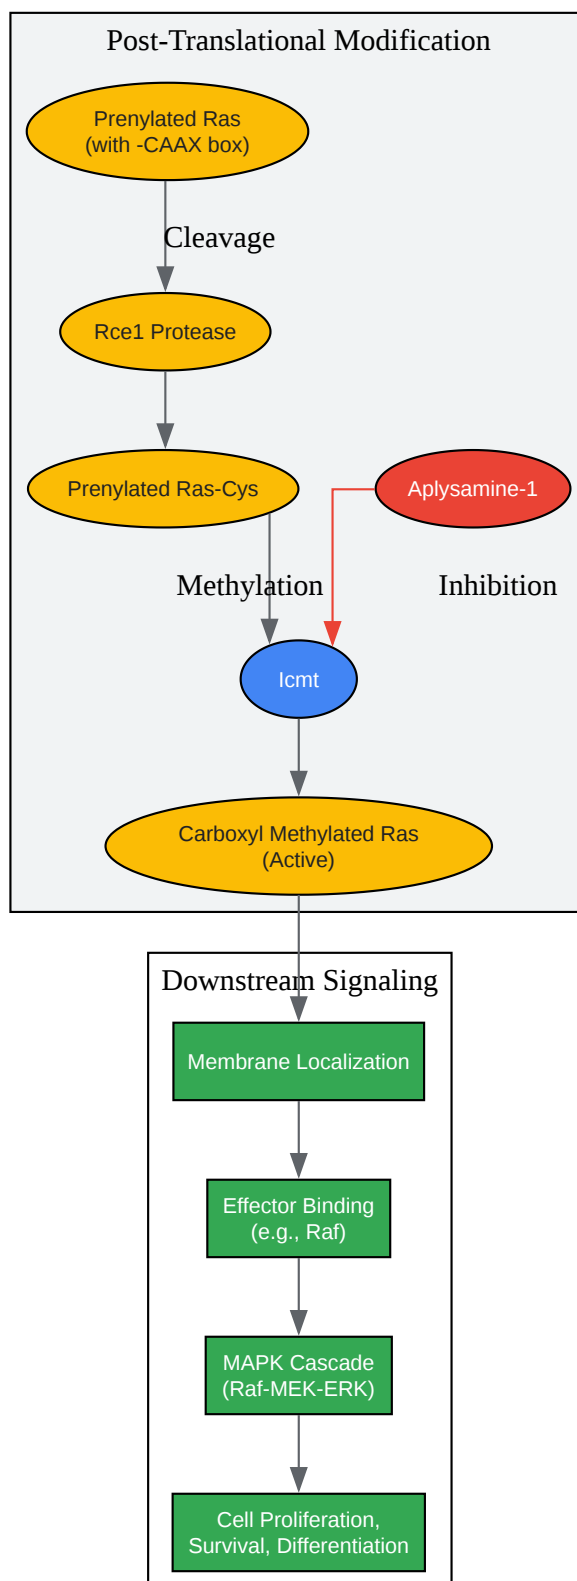 Post-Translational Modification
Prenylated Ras
(with -CAAX box)
Cleavage
Rce1 Protease
Prenylated Ras-Cys
Aplysamine-1
Methylation
Inhibition
Icmt
Carboxyl Methylated Ras
(Active)
Downstream Signaling
Membrane Localization
Effector Binding
(e.g., Raf)
MAPK Cascade
(Raf-MEK-ERK)
Cell Proliferation,
Survival, Differentiation